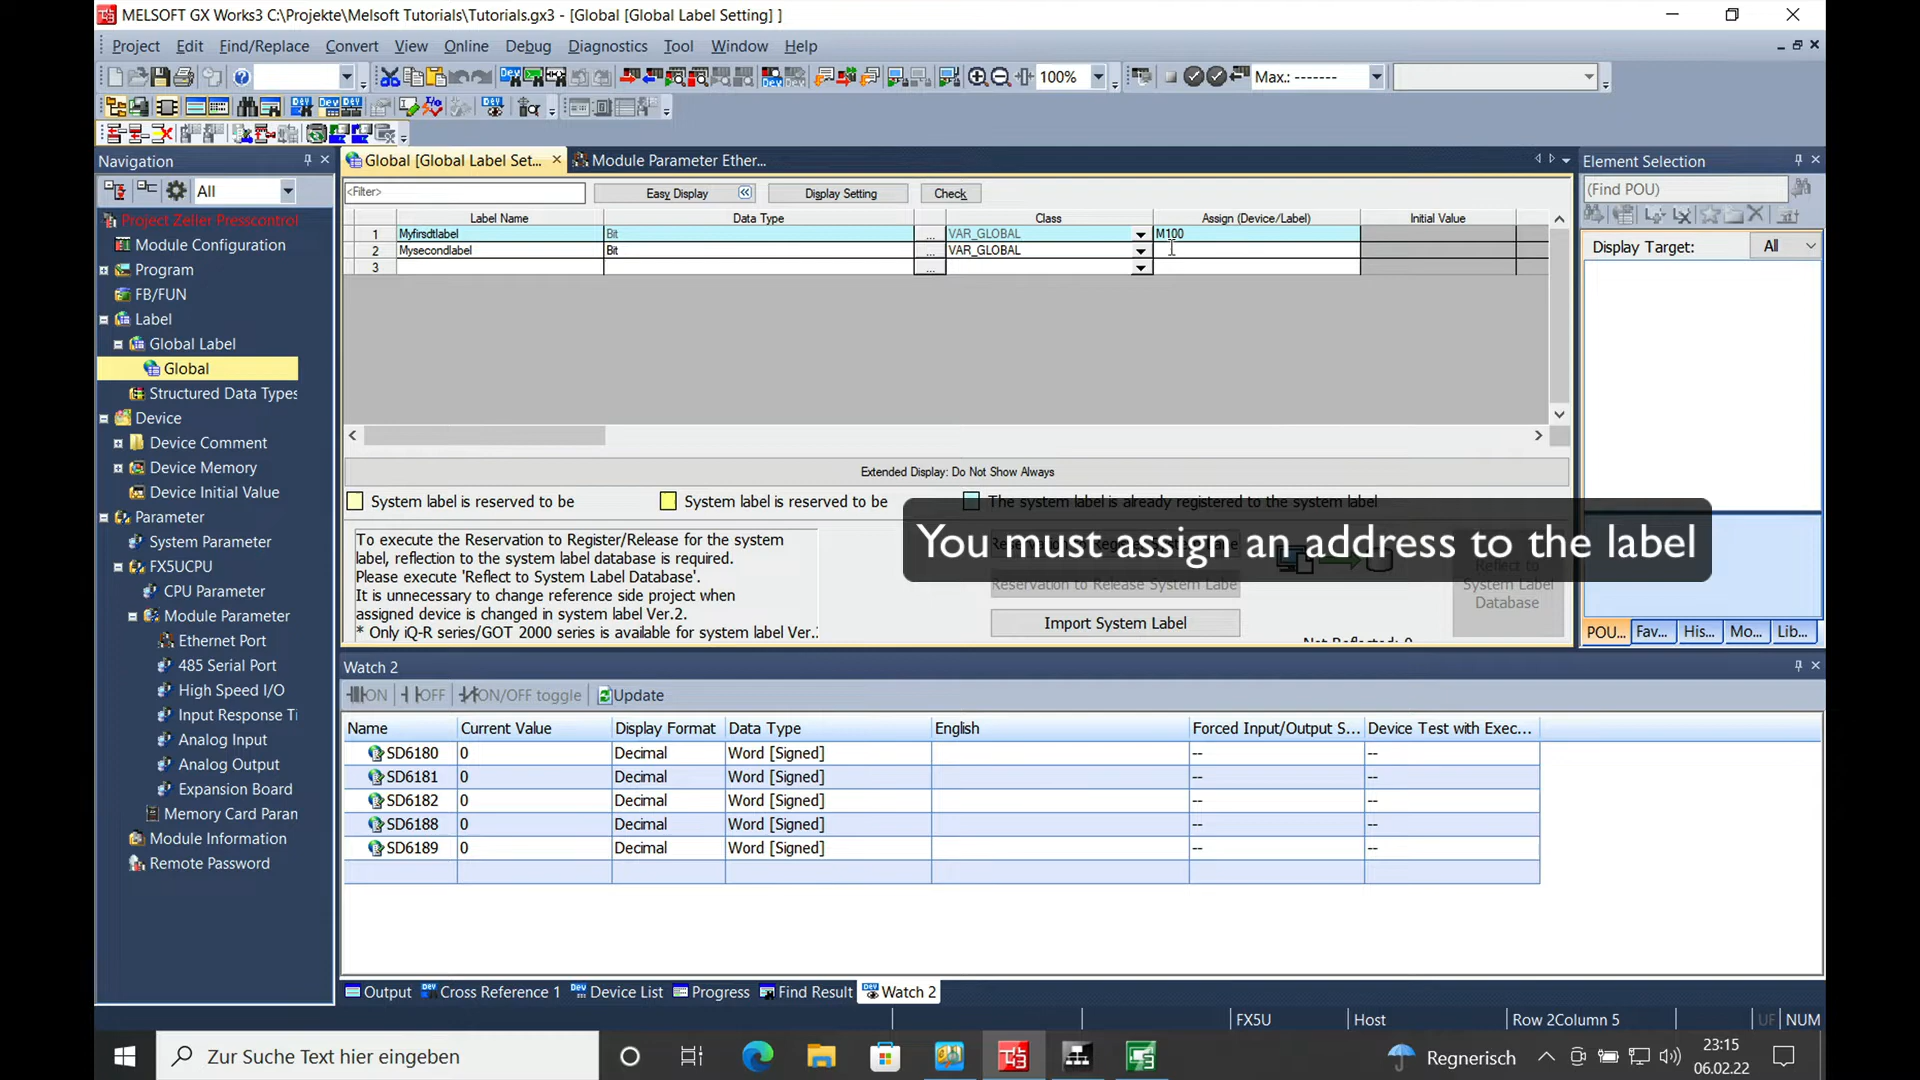 MELSOFT GX Works3 C:\Projekte\Melsoft Tutorials\Tutorials.gx3 - [Global [Global Label Setting] ]
Project Edit Find/Replace Convert View Online Debug Diagnostics Tool Window Help
100%
Max.: -------
Navigation
All
Project Zeller Presscontrol
Module Configuration
Program
FB/FUN
Label
Global Label
Global
Structured Data Types
Device
Device Comment
Device Memory
Device Initial Value
Parameter
System Parameter
FX5UCPU
CPU Parameter
Module Parameter
Ethernet Port
485 Serial Port
High Speed I/O
Input Response Ti
Analog Input
Analog Output
Expansion Board
Memory Card Paran
Module Information
Remote Password
Global [Global Label Set...
Module Parameter Ether...
<Filter>
Easy Display
Display Setting
Check
Label Name Data Type Class Assign (Device/Label) Initial Value
1 Myfirsdtlabel Bit ... VAR_GLOBAL M100
2 Mysecondlabel Bit ... VAR_GLOBAL
3 ...
Extended Display: Do Not Show Always
System label is reserved to be
System label is reserved to be
The system label is already registered to the system label
To execute the Reservation to Register/Release for the system
label, reflection to the system label database is required.
Please execute 'Reflect to System Label Database'.
It is unnecessary to change reference side project when
assigned device is changed in system label Ver.2.
* Only iQ-R series/GOT 2000 series is available for system label Ver.
You must assign an address to the label
Reservation to Release System Labe
Import System Label
Reflect to
System Label
Database
Not Reflected: 0
Element Selection
(Find POU)
Display Target: All
POU... Fav... His... Mo... Lib...
Watch 2
ON OFF ON/OFF toggle Update
Name Current Value Display Format Data Type English Forced Input/Output S... Device Test with Exec...
SD6180 0 Decimal Word [Signed] -- --
SD6181 0 Decimal Word [Signed] -- --
SD6182 0 Decimal Word [Signed] -- --
SD6188 0 Decimal Word [Signed] -- --
SD6189 0 Decimal Word [Signed] -- --
Output Cross Reference 1 Device List Progress Find Result Watch 2
FX5U Host Row 2Column 5 UF NUM
Zur Suche Text hier eingeben
Regnerisch
23:15
06.02.22